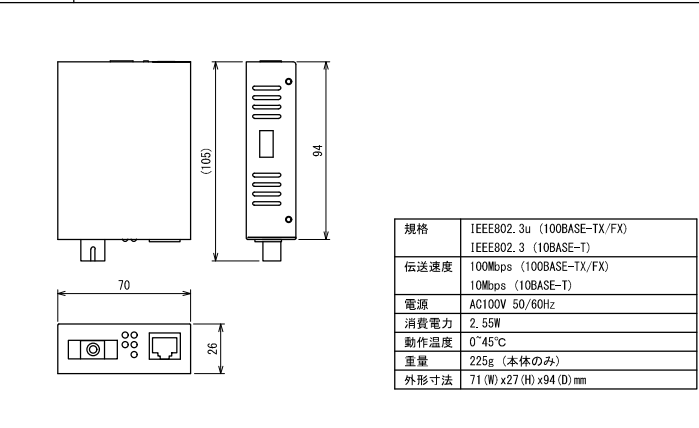 (105)
94
70
26
規格 IEEE802.3u (100BASE-TX/FX)
IEEE802.3 (10BASE-T)
伝送速度 100Mbps (100BASE-TX/FX)
10Mbps (10BASE-T)
電源 AC100V 50/60Hz
消費電力 2.55W
動作温度 0~45℃
重量 225g (本体のみ)
外形寸法 71(W)x27(H)x94(D)mm